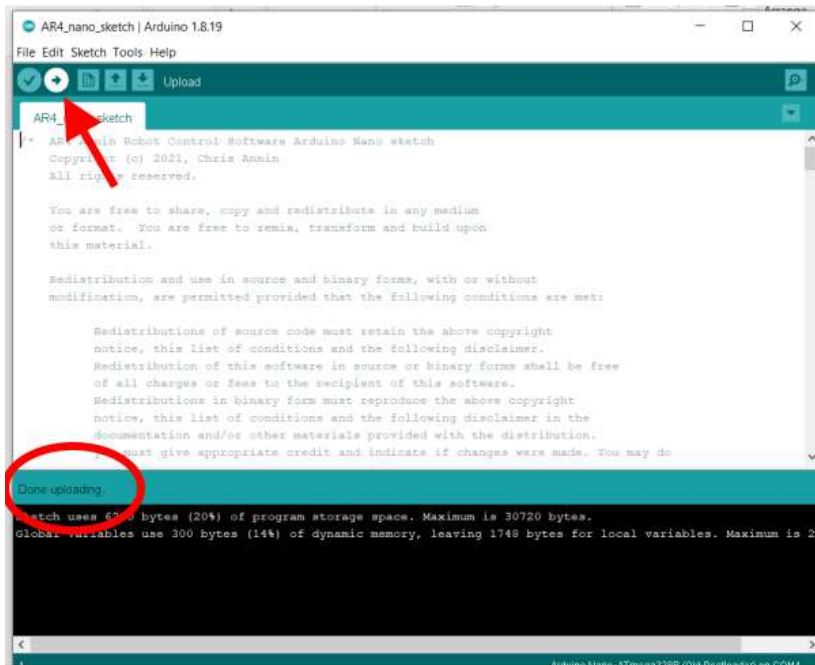 AR4_nano_sketch | Arduino 1.8.19
File Edit Sketch Tools Help
Upload
sketch
Annin Robot Control Software Arduino Nano sketch
(c) 2021, Chris Annin
All reserved.
You are free to share, copy and redistribute in any medium
or format. You are free to remix, transform and build upon
this material.
Redistribution and use in source and binary forms, with or without
modification, are permitted provided that the following conditions are met:
Redistributions of source code must retain the above copyright
notice, this list of conditions and the following disclaimer.
Redistribution of this software in source or binary forms shall be free
of all charges or fees to the recipient of this software.
Redistributions in binary form must reproduce the above copyright
notice, this list of conditions and the following disclaimer in the
documentation and/or other materials provided with the distribution.
must give appropriate credit and indicate if changes were made. You may do
Done uploading.
Sketch uses bytes (20%) of program storage space. Maximum is 30720 bytes.
Global variables use 300 bytes (14%) of dynamic memory, leaving 1748 bytes for local variables. Maximum is 2
1